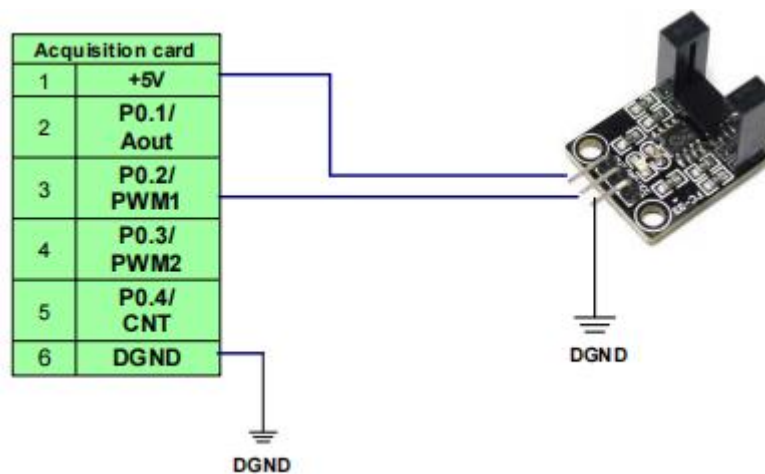 Acquisition card
1 +5V
2 P0.1/
Aout
3 P0.2/
PWM1
4 P0.3/
PWM2
5 P0.4/
CNT
6 DGND
DGND
DGND